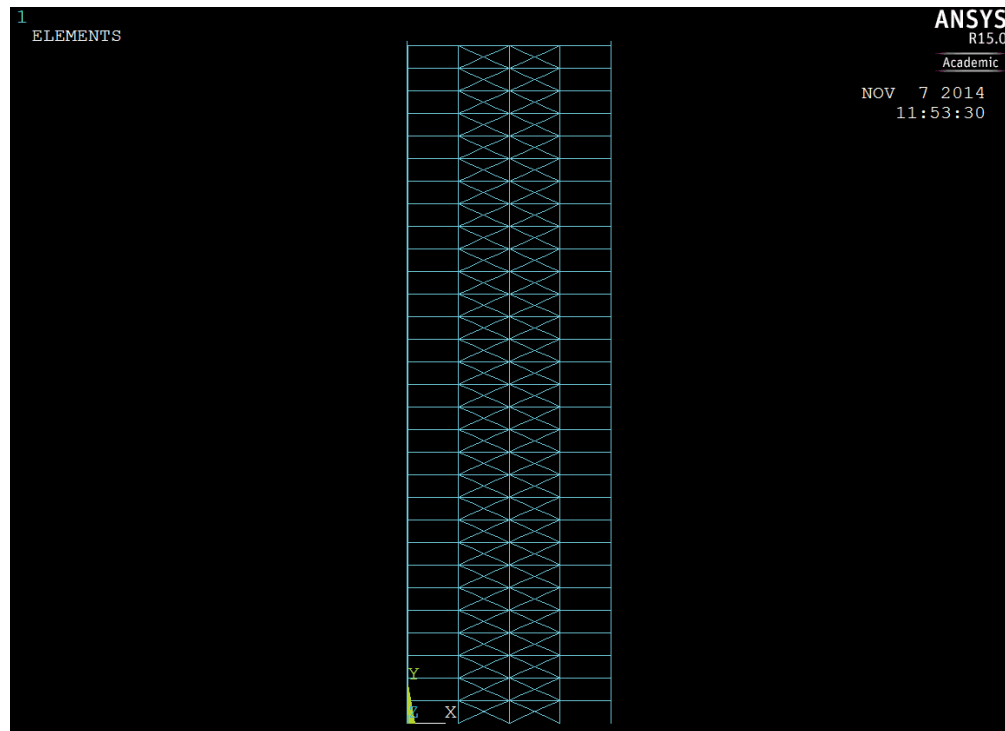 1
ELEMENTS
ANSYS
R15.0
Academic
NOV 7 2014
11:53:30
Y
Z
X